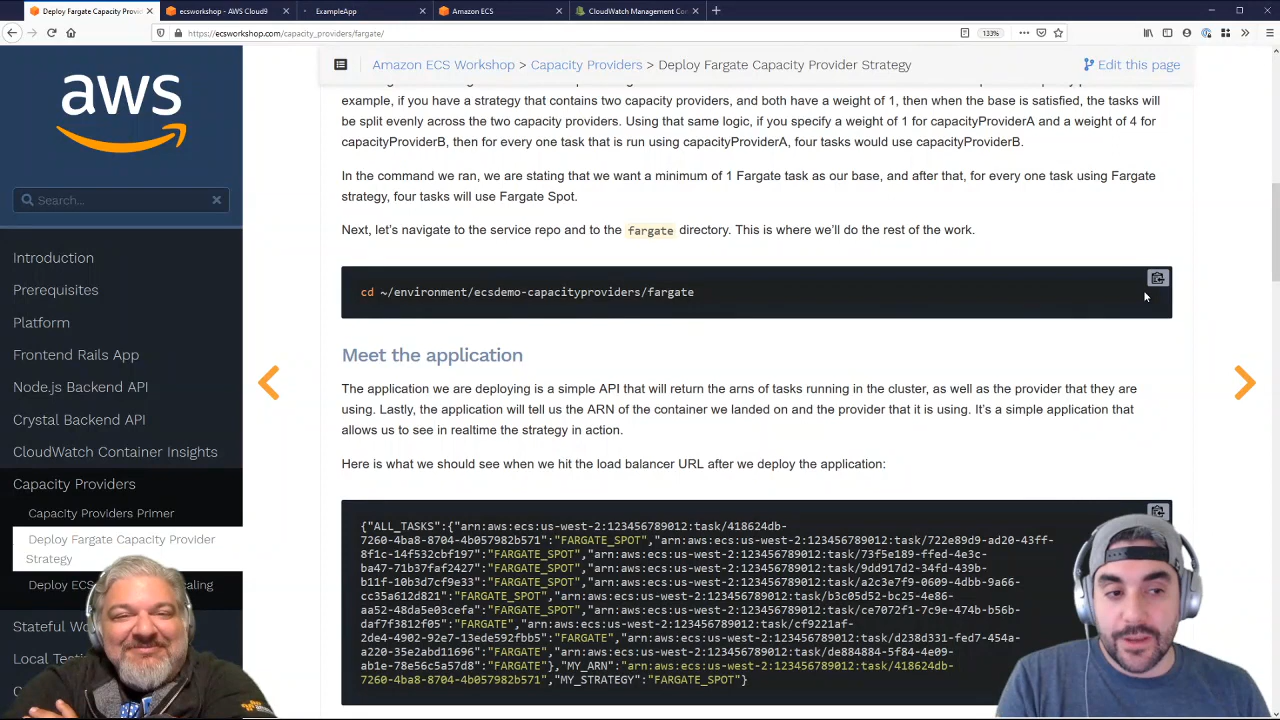 Deploy Fargate Capacity Provi
ecsworkshop - AWS Cloud9
ExampleApp
Amazon ECS
CloudWatch Management Co
https://ecsworkshop.com/capacity_providers/fargate/
133%
aws
Search...
Introduction
Prerequisites
Platform
Frontend Rails App
Node.js Backend API
Crystal Backend API
CloudWatch Container Insights
Capacity Providers
Capacity Providers Primer
Deploy Fargate Capacity Provider
Strategy
Deploy EC
aling
Stateful Wo
Local Testi
Amazon ECS Workshop > Capacity Providers > Deploy Fargate Capacity Provider Strategy
Edit this page
example, if you have a strategy that contains two capacity providers, and both have a weight of 1, then when the base is satisfied, the tasks will
be split evenly across the two capacity providers. Using that same logic, if you specify a weight of 1 for capacityProviderA and a weight of 4 for
capacityProviderB, then for every one task that is run using capacityProviderA, four tasks would use capacityProviderB.
In the command we ran, we are stating that we want a minimum of 1 Fargate task as our base, and after that, for every one task using Fargate
strategy, four tasks will use Fargate Spot.
Next, let's navigate to the service repo and to the fargate directory. This is where we'll do the rest of the work.
cd ~/environment/ecsdemo-capacityproviders/fargate
Meet the application
The application we are deploying is a simple API that will return the arns of tasks running in the cluster, as well as the provider that they are
using. Lastly, the application will tell us the ARN of the container we landed on and the provider that it is using. It's a simple application that
allows us to see in realtime the strategy in action.
Here is what we should see when we hit the load balancer URL after we deploy the application:
{"ALL_TASKS":{"arn:aws:ecs:us-west-2:123456789012:task/418624db-
7260-4ba8-8704-4b057982b571":"FARGATE_SPOT","arn:aws:ecs:us-west-2:123456789012:task/722e89d9-ad20-43ff-
8f1c-14f532cbf197":"FARGATE_SPOT","arn:aws:ecs:us-west-2:123456789012:task/73f5e189-ffed-4e3c-
ba47-71b37faf2427":"FARGATE_SPOT","arn:aws:ecs:us-west-2:123456789012:task/9dd917d2-34fd-439b-
b11f-10b3d7cf9e33":"FARGATE_SPOT","arn:aws:ecs:us-west-2:123456789012:task/a2c3e7f9-0609-4dbb-9a66-
cc35a612d821":"FARGATE_SPOT","arn:aws:ecs:us-west-2:123456789012:task/b3c05d52-bc25-4e86-
aa52-48da5e03cefa":"FARGATE_SPOT","arn:aws:ecs:us-west-2:123456789012:task/ce7072f1-7c9e-474b-b56b-
daf7f3812f05":"FARGATE","arn:aws:ecs:us-west-2:123456789012:task/cf9221af-
2de4-4902-92e7-13ede592fbb5":"FARGATE","arn:aws:ecs:us-west-2:123456789012:task/d238d331-fed7-454a-
a220-35e2abd11696":"FARGATE","arn:aws:ecs:us-west-2:123456789012:task/de884884-5f84-4e09-
ab1e-78e56c5a57d8":"FARGATE"},"MY_ARN":"arn:aws:ecs:us-west-2:123456789012:task/418624db-
7260-4ba8-8704-4b057982b571","MY_STRATEGY":"FARGATE_SPOT"}